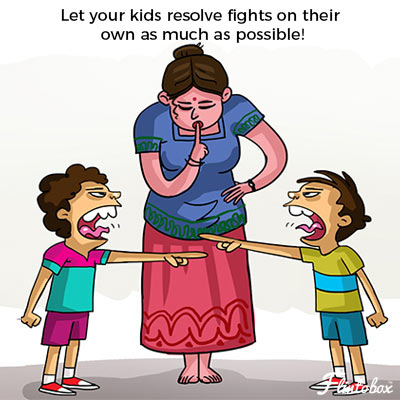 Let your kids resolve fights on their
own as much as possible!
Flintobox